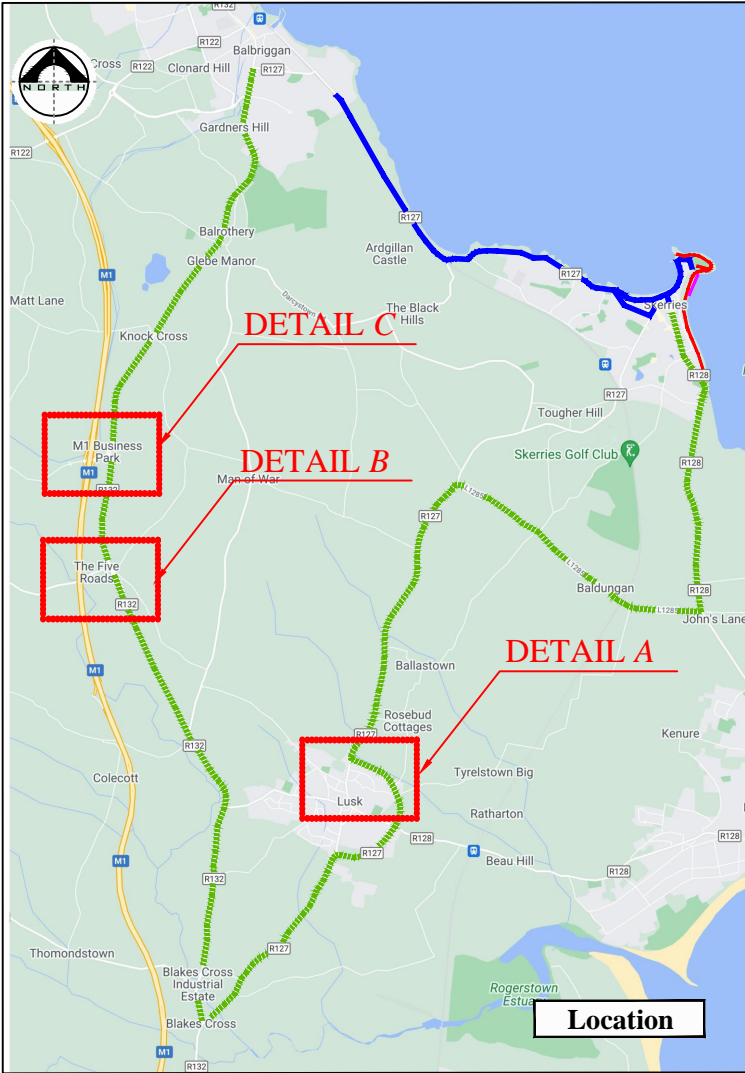 Balbriggan
R122
R127
Cross
R122
Clonard Hill
R127
NORTH
Gardners Hill
R122
R127
Balrothery
Ardgillan
Castle
Glebe Manor
R127
M1
Darcystown
Matt Lane
The Black
Hills
Skerries
DETAIL C
Knock Cross
R128
Tougher Hill
M1 Business
Park
Skerries Golf Club
DETAIL B
R128
M1
Man of War
R132
L1285
R127
The Five
Roads
L1285
Baldungan
R128
R132
L1285
John's Lane
DETAIL A
Ballastown
M1
Rosebud
Cottages
R127
Kenure
R132
Tyrelstown Big
Colecott
Lusk
Ratharton
R128
R128
R127
Beau Hill
M1
R128
R132
R127
Thomondstown
Blakes Cross
Industrial
Estate
Rogerstown
Estuary
Location
Blakes Cross
M1
R132